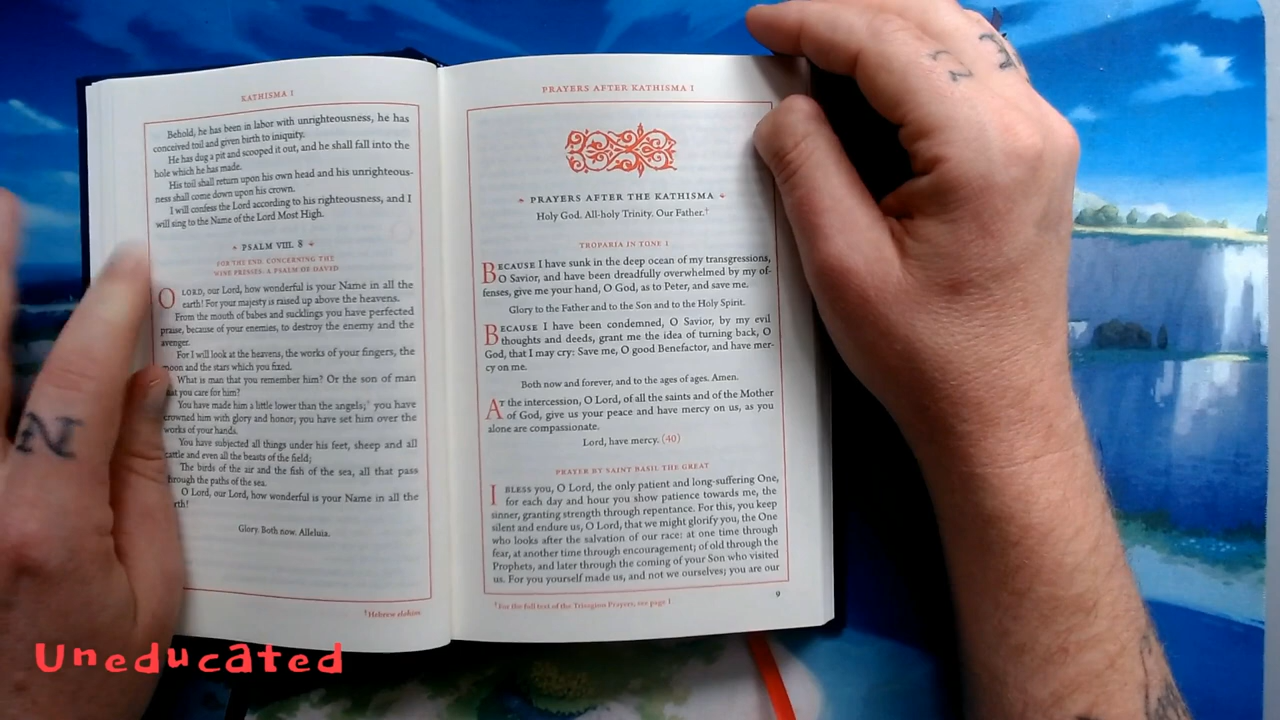 KATHISMA I
Behold, he has been in labor with unrighteousness, he has
conceived toil and given birth to iniquity.
He has dug a pit and scooped it out, and he shall fall into the
hole which he has made.
His toil shall return upon his own head and his unrighteous-
ness shall come down upon his crown.
I will confess the Lord according to his righteousness, and I
will sing to the Name of the Lord Most High.
PSALM VIII. 8
FOR THE END; CONCERNING THE
WINE PRESSES; A PSALM OF DAVID
O LORD, our Lord, how wonderful is your Name in all the
earth! For your majesty is raised up above the heavens.
From the mouth of babes and sucklings you have perfected
praise, because of your enemies, to destroy the enemy and the
avenger.
For I will look at the heavens, the works of your fingers, the
moon and the stars which you fixed.
What is man that you remember him? Or the son of man
at you care for him?
You have made him a little lower than the angels;† you have
crowned him with glory and honor; you have set him over the
works of your hands.
You have subjected all things under his feet, sheep and all
cattle and even all the beasts of the field;
The birds of the air and the fish of the sea, all that pass
through the paths of the sea.
O Lord, our Lord, how wonderful is your Name in all the
rth!
Glory. Both now. Alleluia.
†Hebrew elohim
PRAYERS AFTER KATHISMA I
PRAYERS AFTER THE KATHISMA
Holy God. All-holy Trinity. Our Father.†
TROPARIA IN TONE 1
BECAUSE I have sunk in the deep ocean of my transgressions,
O Savior, and have been dreadfully overwhelmed by my of-
fenses, give me your hand, O God, as to Peter, and save me.
Glory to the Father and to the Son and to the Holy Spirit.
BECAUSE I have been condemned, O Savior, by my evil
thoughts and deeds, grant me the idea of turning back, O
God, that I may cry: Save me, O good Benefactor, and have mer-
cy on me.
Both now and forever, and to the ages of ages. Amen.
AT the intercession, O Lord, of all the saints and of the Mother
of God, give us your peace and have mercy on us, as you
alone are compassionate.
Lord, have mercy. (40)
PRAYER BY SAINT BASIL THE GREAT
I BLESS you, O Lord, the only patient and long-suffering One,
for each day and hour you show patience towards me, the
sinner, granting strength through repentance. For this, you keep
silent and endure us, O Lord, that we might glorify you, the One
who looks after the salvation of our race: at one time through
fear, at another time through encouragement; of old through the
Prophets, and later through the coming of your Son who visited
us. For you yourself made us, and not we ourselves; you are our
†For the full text of the Trisagion Prayers, see page 1
9
N
Uneducated